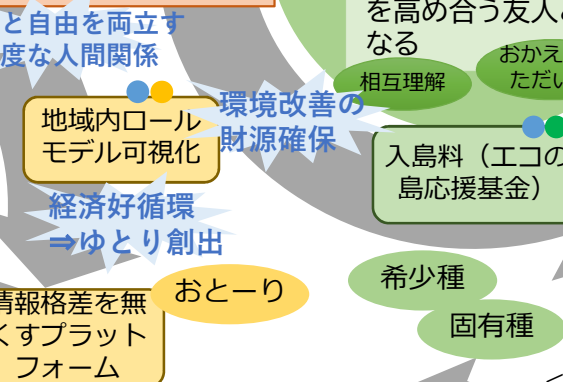 と自由を両立す
度な人間関係
を高め合う友人と
なる
相互理解
おかえ
ただい
地域内ロール
モデル可視化
環境改善の
財源確保
入島料（エコの
島応援基金）
経済好循環
⇒ゆとり創出
おとーり
情報格差を無
くすプラット
フォーム
希少種
固有種